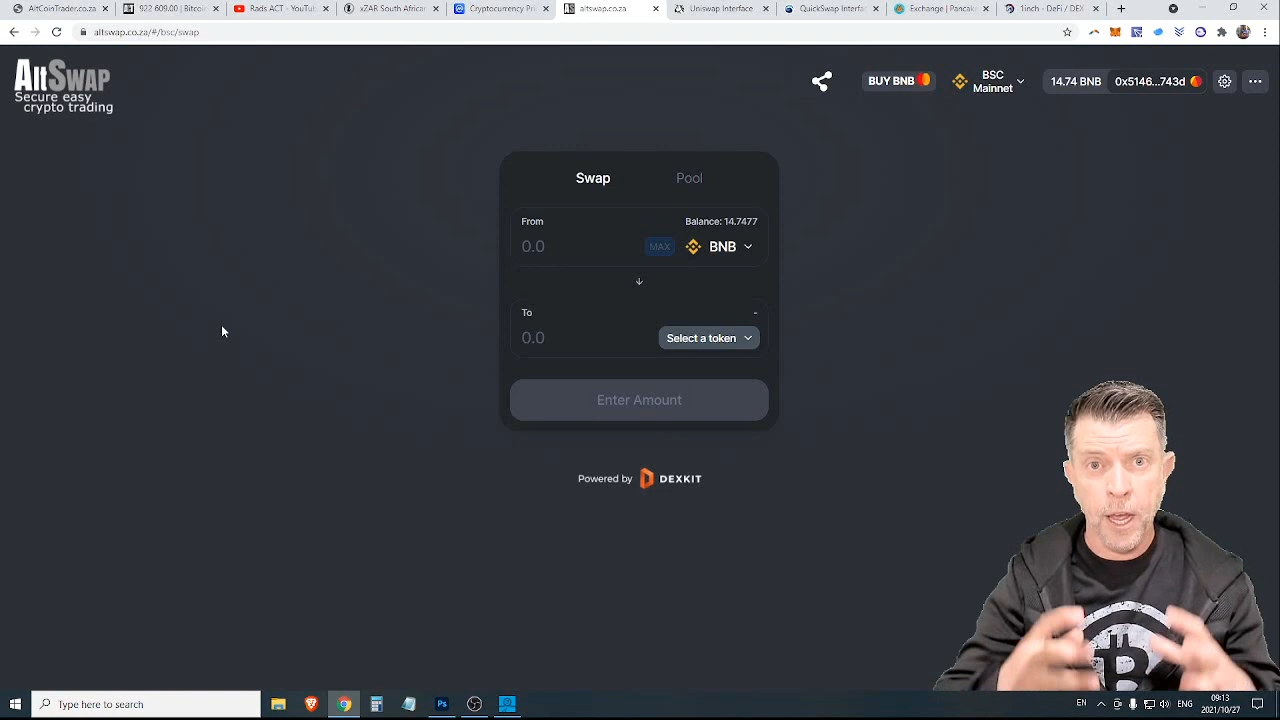 AltCoinTrader.co.za
922 609.00 | Bitcoi
Rads ACT - YouTub
xZAR South African
Cryptocurrency Pri
altswap.co.za
Uniswap Interface
QuickSwap Interfa
Exchange | Pancak
1inch - DeFi / DEX
altswap.co.za/#/bsc/swap
AltSwap
Secure easy
crypto trading
BUY BNB
BSC
Mainnet
14.74 BNB
0x5146...743d
Swap
Pool
From
Balance: 14.7477
0.0
MAX
BNB
To
-
0.0
Select a token
Enter Amount
Powered by DEXKIT
Type here to search
Ps
EN
ENG
09:13
2021/10/27